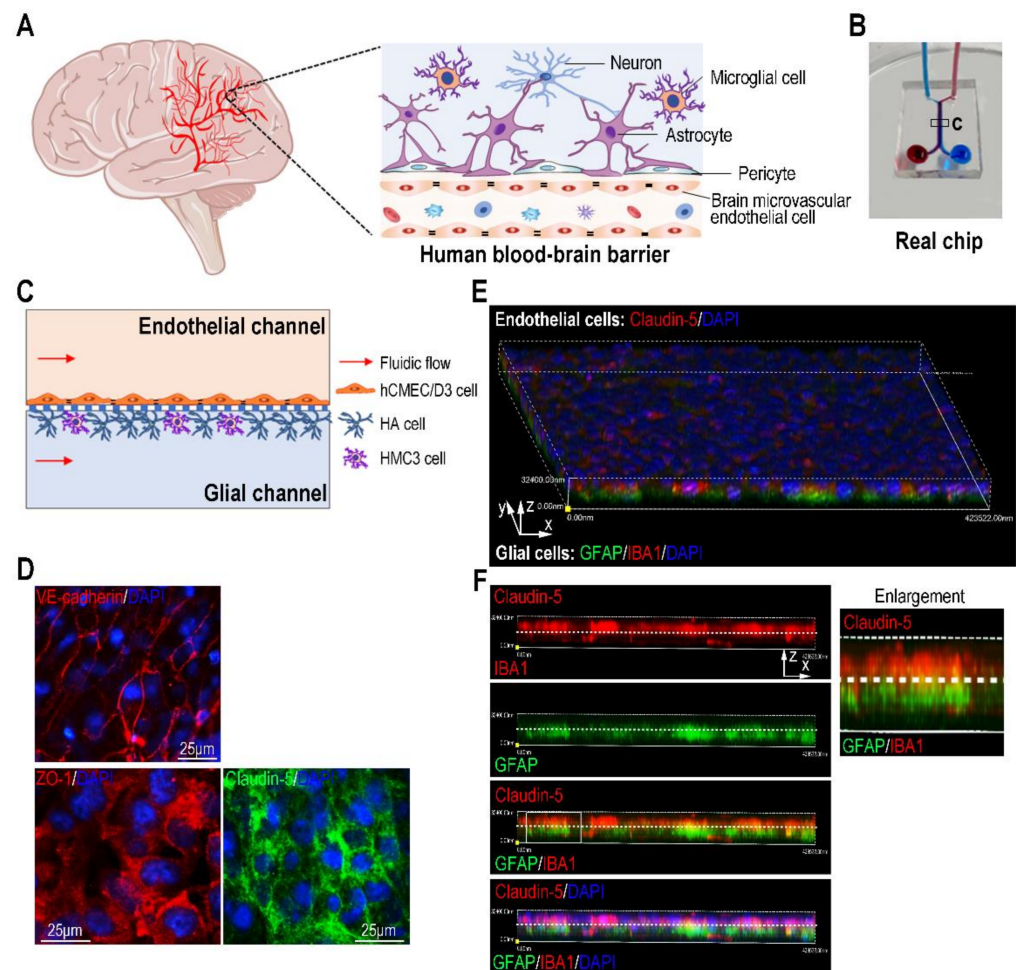 A
Neuron
Microglial cell
Astrocyte
Pericyte
Brain microvascular
endothelial cell
Human blood-brain barrier
B
C
Real chip
C
Endothelial channel
Glial channel
Fluidic flow
hCMEC/D3 cell
HA cell
HMC3 cell
D
VE-cadherin/DAPI
25μm
ZO-1/DAPI
25μm
Claudin-5/DAPI
25μm
E
Endothelial cells: Claudin-5/DAPI
32400.00nm
0.00nm
0.00nm
423522.00nm
y z x
Glial cells: GFAP/IBA1/DAPI
F
Claudin-5
IBA1
z
x
GFAP
Claudin-5
GFAP/IBA1
Claudin-5/DAPI
GFAP/IBA1/DAPI
Enlargement
Claudin-5
GFAP/IBA1